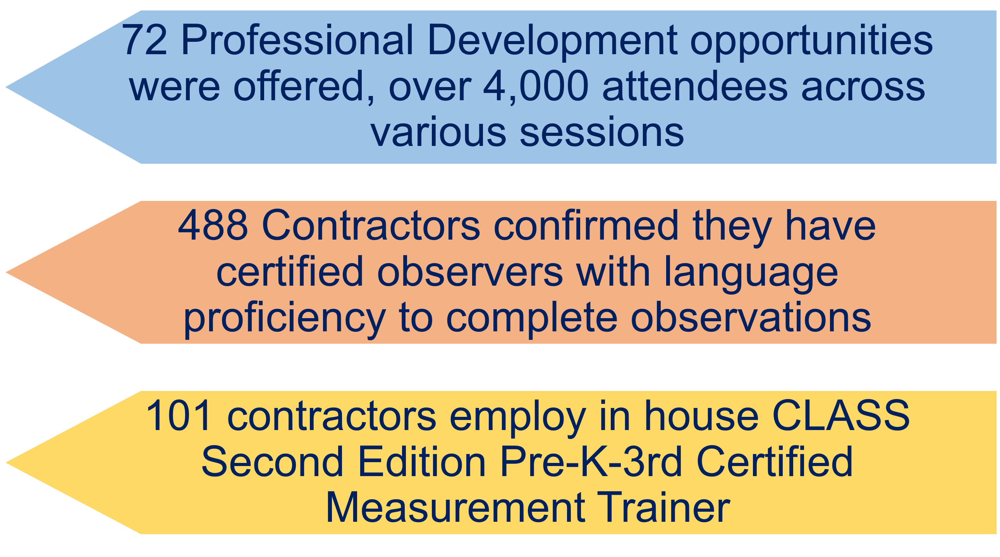 72 Professional Development opportunities
were offered, over 4,000 attendees across
various sessions
488 Contractors confirmed they have
certified observers with language
proficiency to complete observations
101 contractors employ in house CLASS
Second Edition Pre-K-3rd Certified
Measurement Trainer